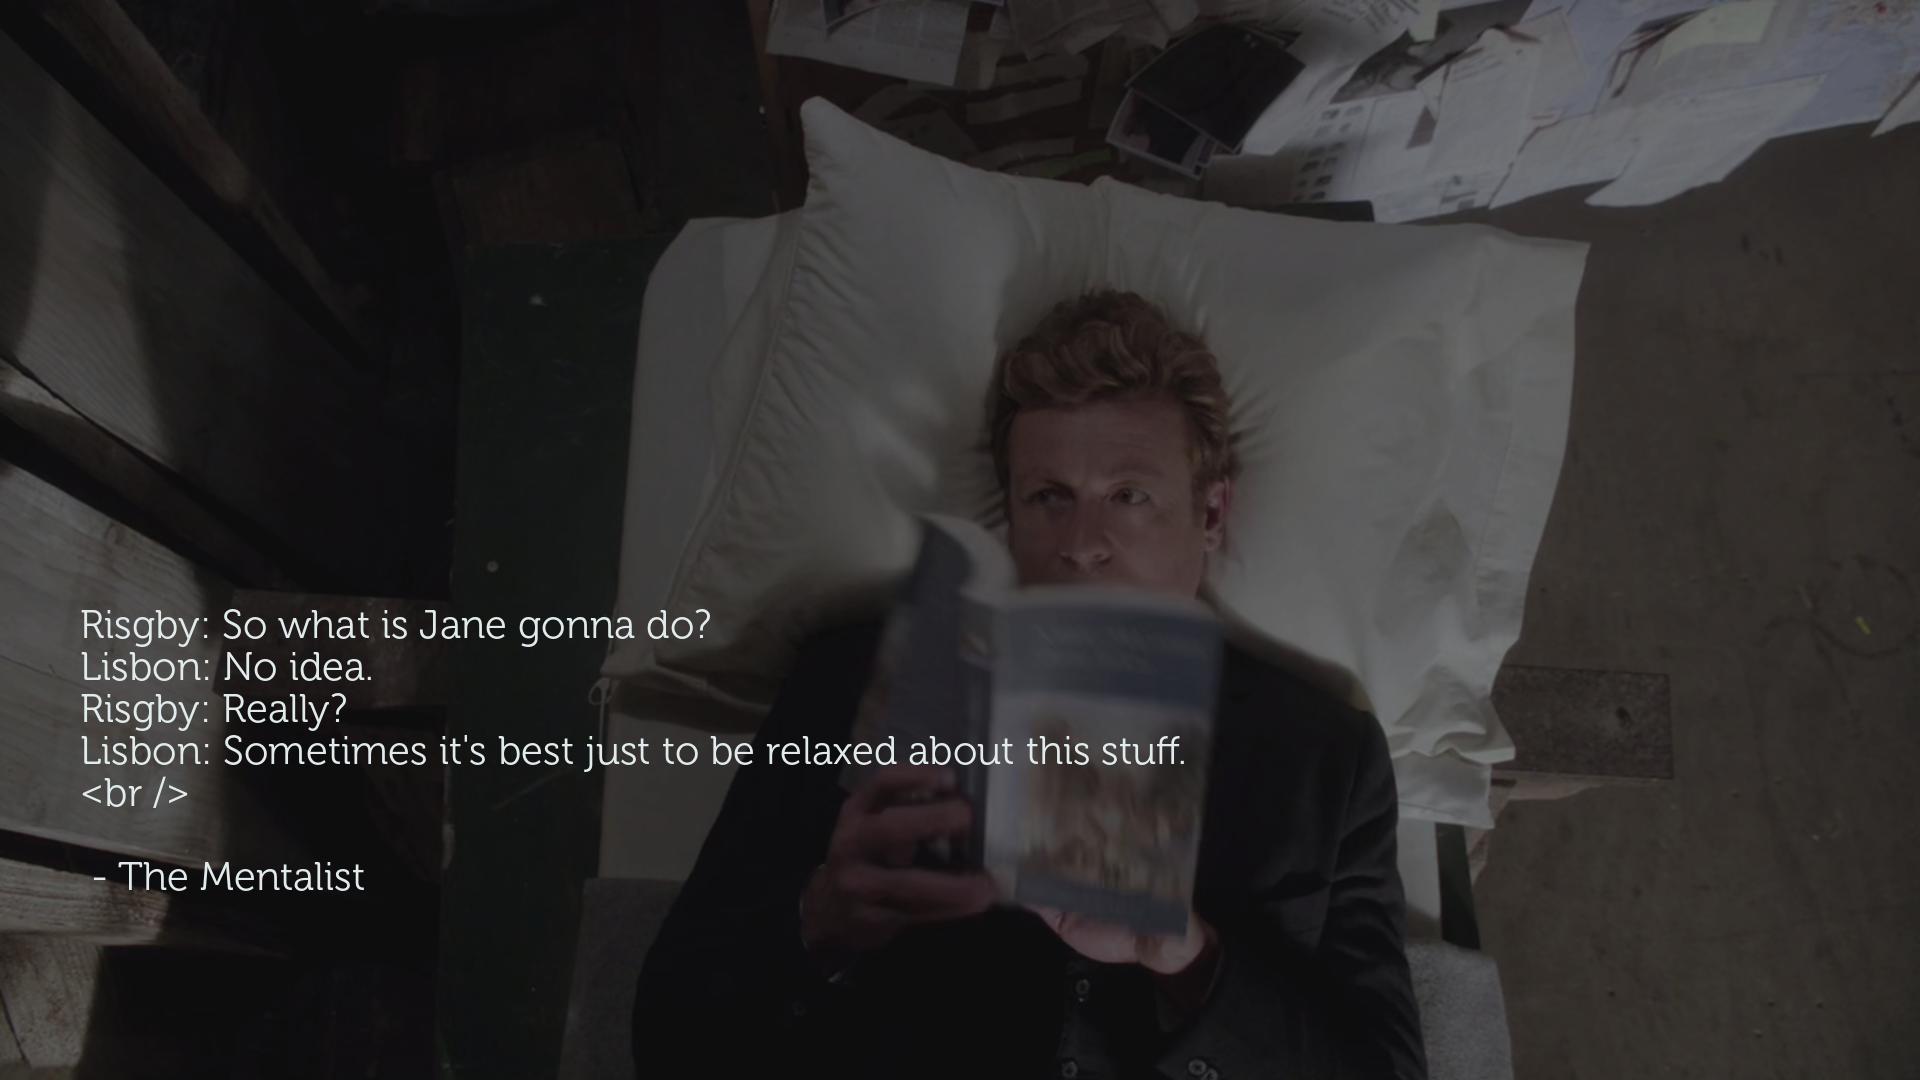 Risgby: So what is Jane gonna do?
Lisbon: No idea.
Risgby: Really?
Lisbon: Sometimes it's best just to be relaxed about this stuff.
<br />
- The Mentalist